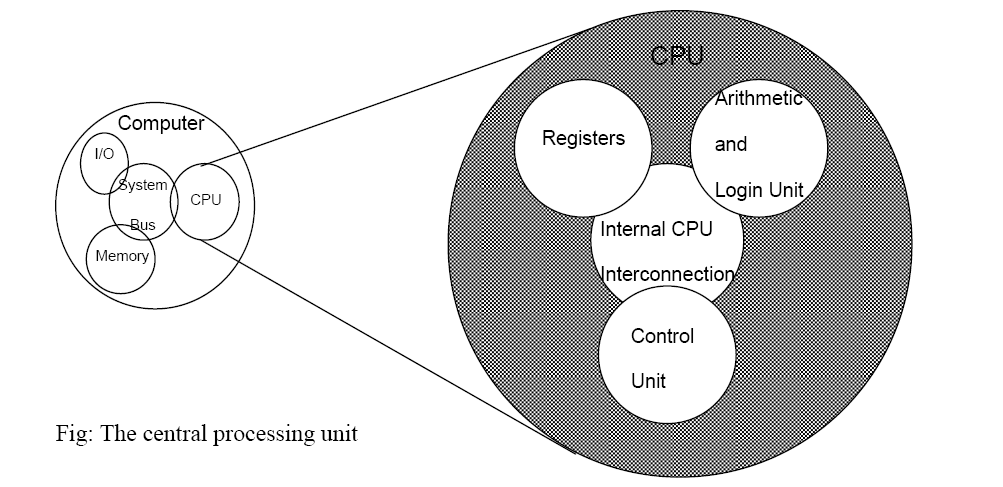 Computer
I/O
System
Bus
CPU
Memory
CPU
Registers
Arithmetic
and
Login Unit
Internal CPU
Interconnection
Control
Unit
Fig: The central processing unit